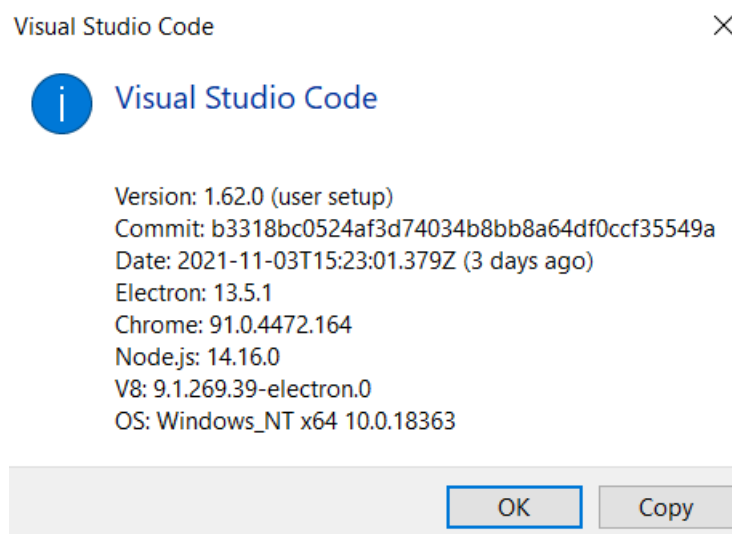 Visual Studio Code
Visual Studio Code
Version: 1.62.0 (user setup)
Commit: b3318bc0524af3d74034b8bb8a64df0ccf35549a
Date: 2021-11-03T15:23:01.379Z (3 days ago)
Electron: 13.5.1
Chrome: 91.0.4472.164
Node.js: 14.16.0
V8: 9.1.269.39-electron.0
OS: Windows_NT x64 10.0.18363
OK Copy